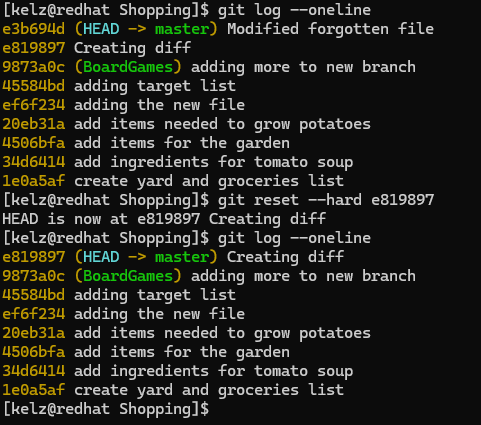 [kelz@redhat Shopping]$ git log --oneline
e3b694d (HEAD -> master) Modified forgotten file
e819897 Creating diff
9873a0c (BoardGames) adding more to new branch
45584bd adding target list
ef6f234 adding the new file
20eb31a add items needed to grow potatoes
4506bfa add items for the garden
34d6414 add ingredients for tomato soup
1e0a5af create yard and groceries list
[kelz@redhat Shopping]$ git reset --hard e819897
HEAD is now at e819897 Creating diff
[kelz@redhat Shopping]$ git log --oneline
e819897 (HEAD -> master) Creating diff
9873a0c (BoardGames) adding more to new branch
45584bd adding target list
ef6f234 adding the new file
20eb31a add items needed to grow potatoes
4506bfa add items for the garden
34d6414 add ingredients for tomato soup
1e0a5af create yard and groceries list
[kelz@redhat Shopping]$